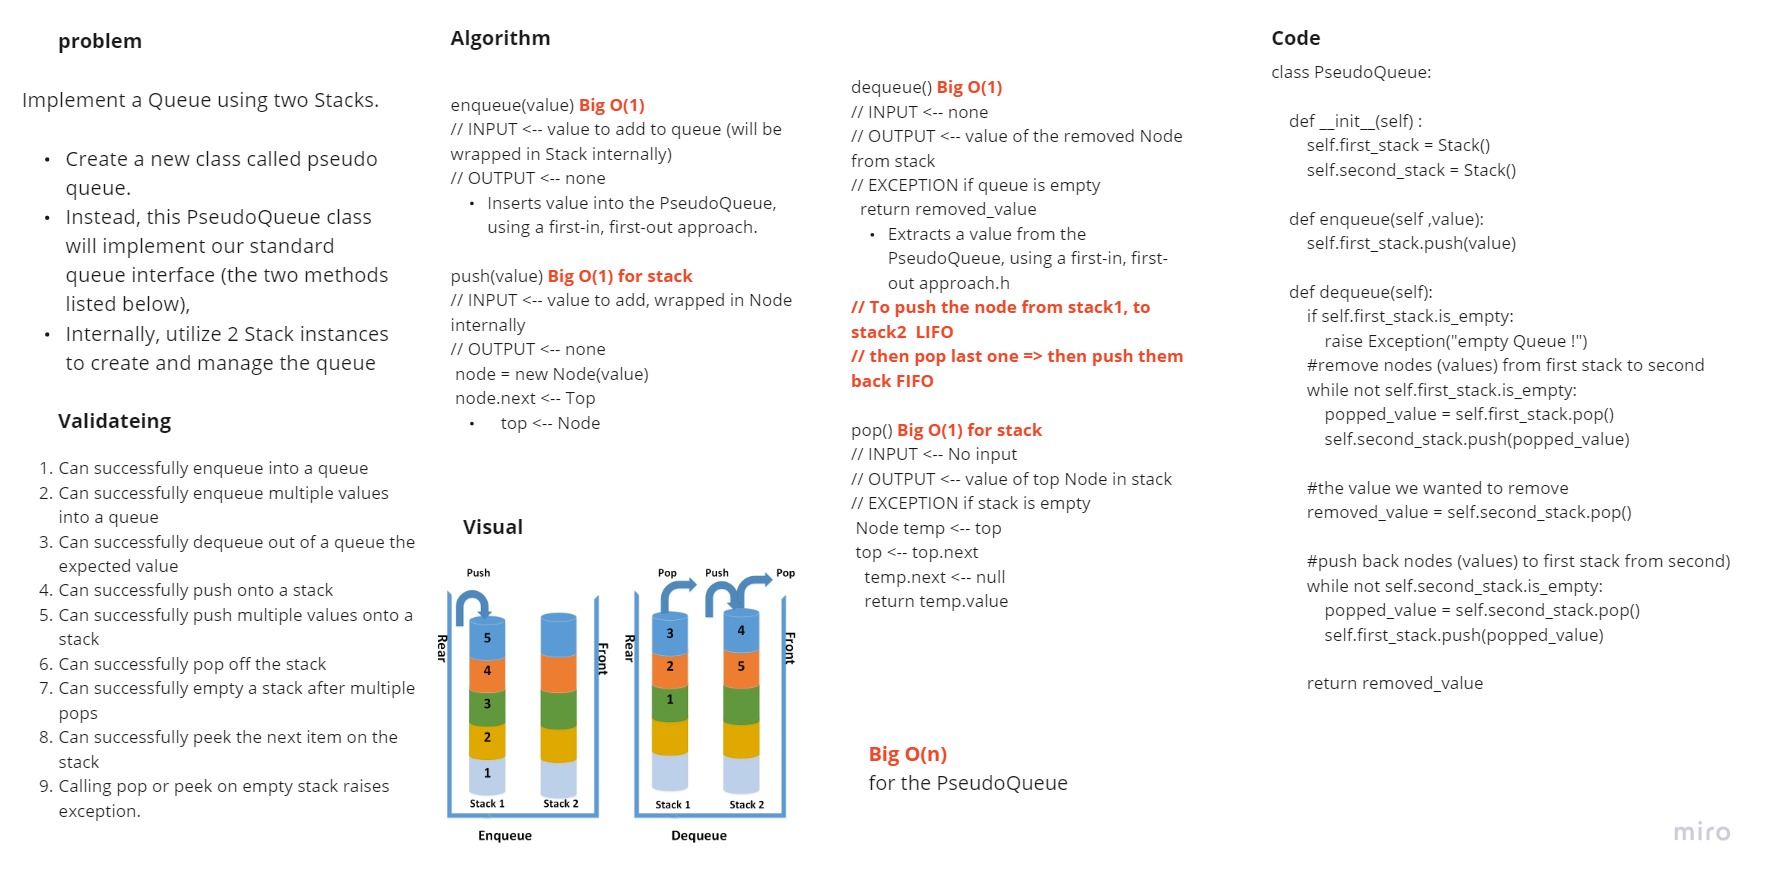 problem
Implement a Queue using two Stacks.
• Create a new class called pseudo
queue.
• Instead, this PseudoQueue class
will implement our standard
queue interface (the two methods
listed below),
• Internally, utilize 2 Stack instances
to create and manage the queue
Validateing
1. Can successfully enqueue into a queue
2. Can successfully enqueue multiple values
into a queue
3. Can successfully dequeue out of a queue the
expected value
4. Can successfully push onto a stack
5. Can successfully push multiple values onto a
stack
6. Can successfully pop off the stack
7. Can successfully empty a stack after multiple
pops
8. Can successfully peek the next item on the
stack
9. Calling pop or peek on empty stack raises
exception.
Algorithm
enqueue(value) Big O(1)
// INPUT <-- value to add to queue (will be
wrapped in Stack internally)
// OUTPUT <-- none
• Inserts value into the PseudoQueue,
using a first-in, first-out approach.
push(value) Big O(1) for stack
// INPUT <-- value to add, wrapped in Node
internally
// OUTPUT <-- none
node = new Node(value)
node.next <-- Top
• top <-- Node
Visual
Push
Rear
5
4
3
2
1
Stack 1
Stack 2
Front
Enqueue
Pop
Push
Pop
Rear
3
2
1
4
5
Stack 1
Stack 2
Front
Dequeue
dequeue() Big O(1)
// INPUT <-- none
// OUTPUT <-- value of the removed Node
from stack
// EXCEPTION if queue is empty
return removed_value
• Extracts a value from the
PseudoQueue, using a first-in, first-
out approach.h
// To push the node from stack1, to
stack2 LIFO
// then pop last one => then push them
back FIFO
pop() Big O(1) for stack
// INPUT <-- No input
// OUTPUT <-- value of top Node in stack
// EXCEPTION if stack is empty
Node temp <-- top
top <-- top.next
temp.next <-- null
return temp.value
Big O(n)
for the PseudoQueue
Code
class PseudoQueue:
def __init__(self) :
self.first_stack = Stack()
self.second_stack = Stack()
def enqueue(self ,value):
self.first_stack.push(value)
def dequeue(self):
if self.first_stack.is_empty:
raise Exception("empty Queue !")
#remove nodes (values) from first stack to second
while not self.first_stack.is_empty:
popped_value = self.first_stack.pop()
self.second_stack.push(popped_value)
#the value we wanted to remove
removed_value = self.second_stack.pop()
#push back nodes (values) to first stack from second)
while not self.second_stack.is_empty:
popped_value = self.second_stack.pop()
self.first_stack.push(popped_value)
return removed_value
miro